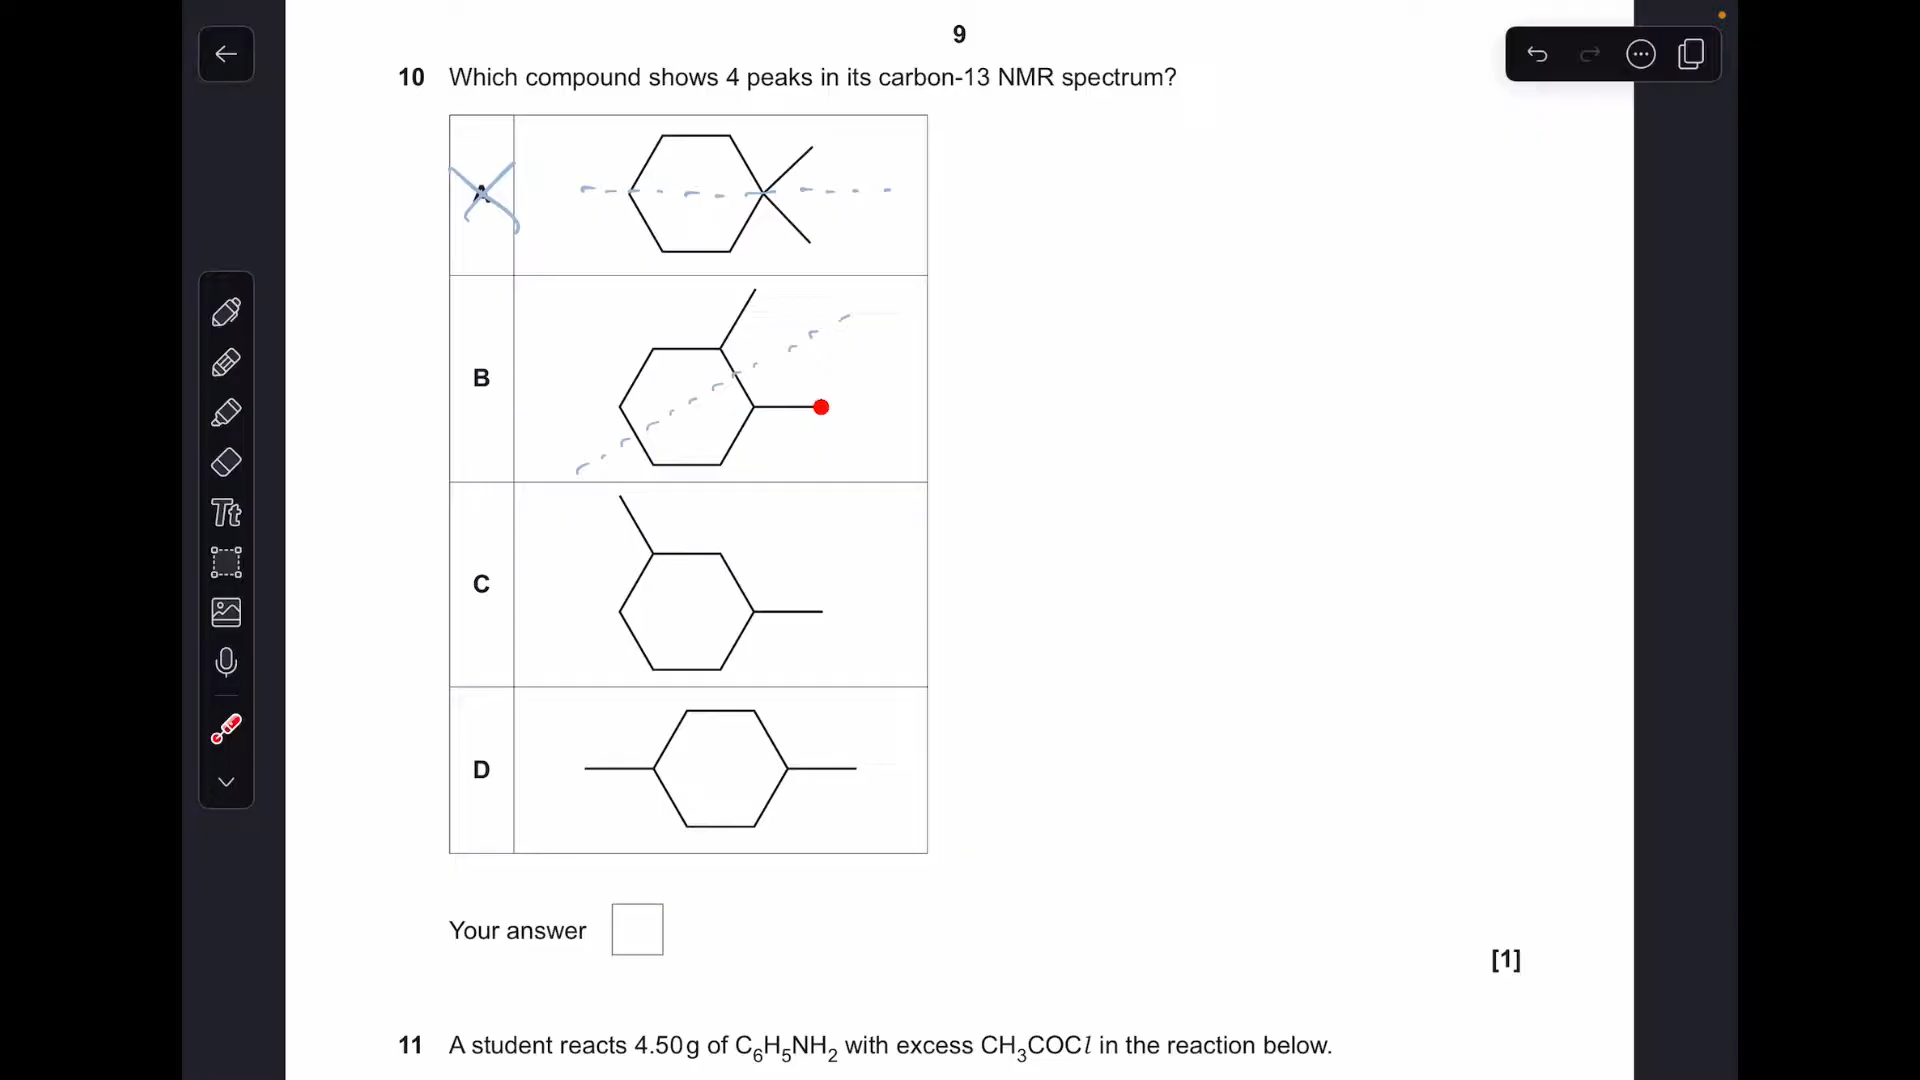 9
10 Which compound shows 4 peaks in its carbon-13 NMR spectrum?
A
B
C
D
Your answer
[1]
11 A student reacts 4.50 g of C₆H₅NH₂ with excess CH₃COCl in the reaction below.
Tt